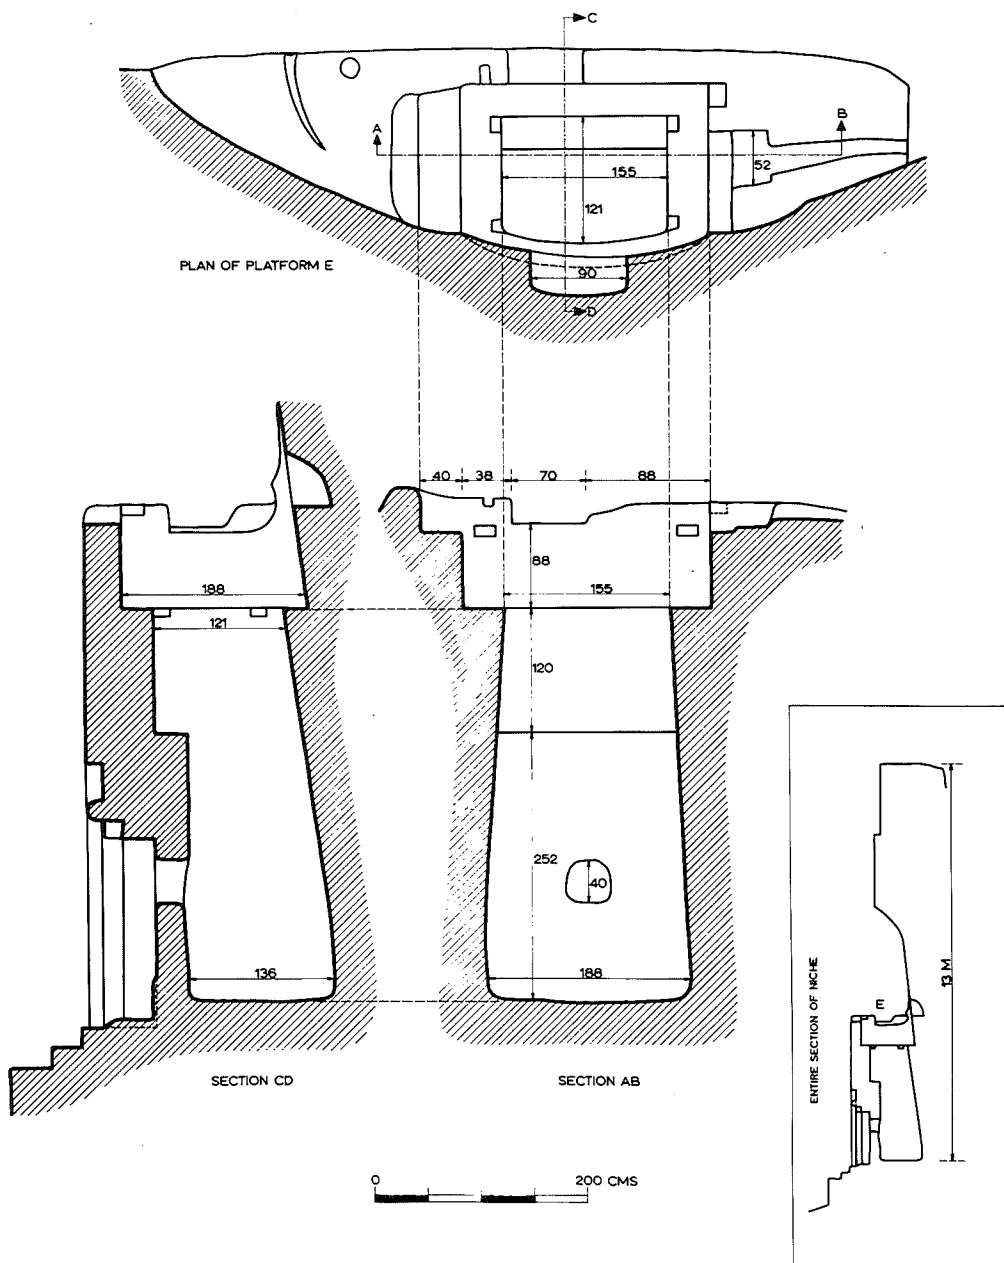 C
A
B
52
155
121
PLAN OF PLATFORM E
90
D
40 38 70 88
88
188
155
121
120
252
40
136
188
SECTION CD
SECTION AB
0 200 CMS
ENTIRE SECTION OF NICHE
E
13 M